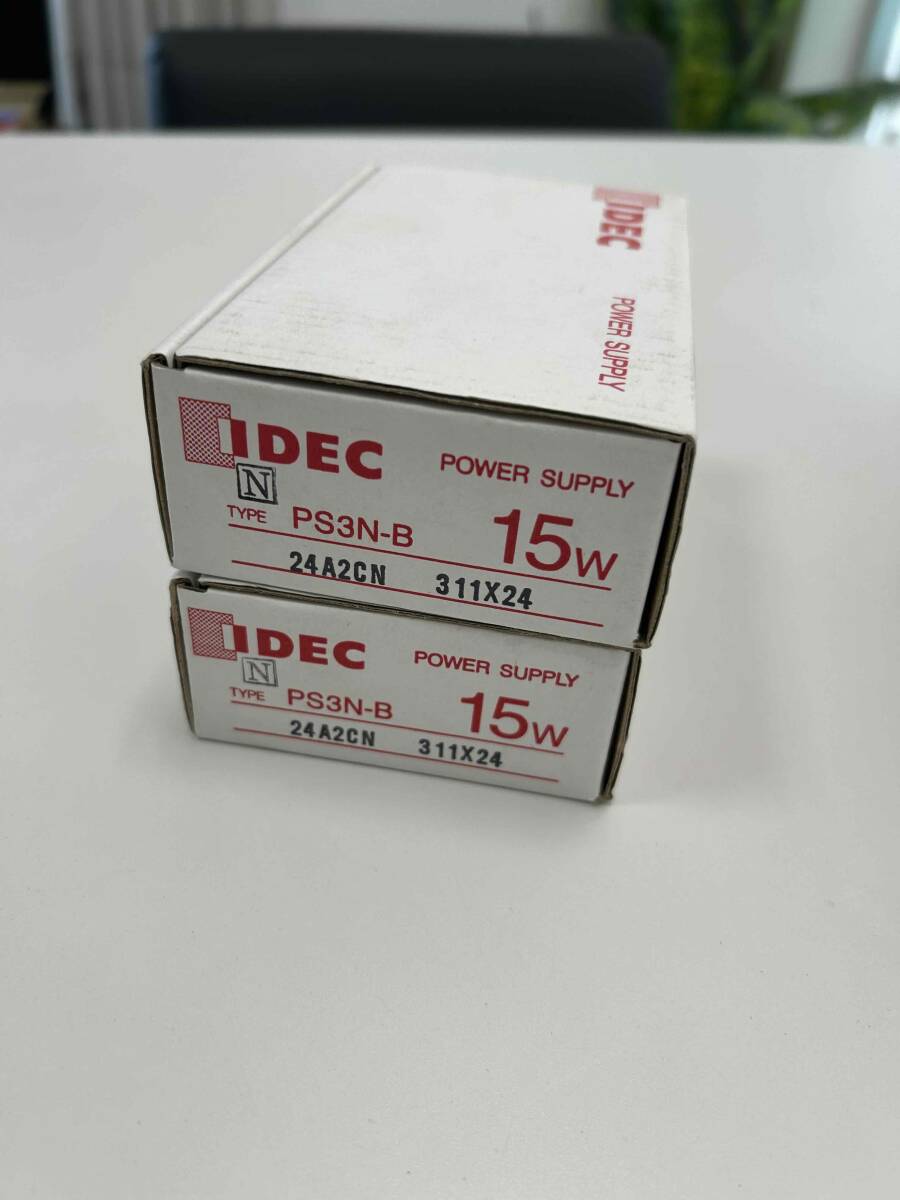 IDEC
POWER SUPPLY
IDEC POWER SUPPLY
N
TYPE PS3N-B 15W
24A2CN 311X24
IDEC POWER SUPPLY
N
TYPE PS3N-B 15W
24A2CN 311X24